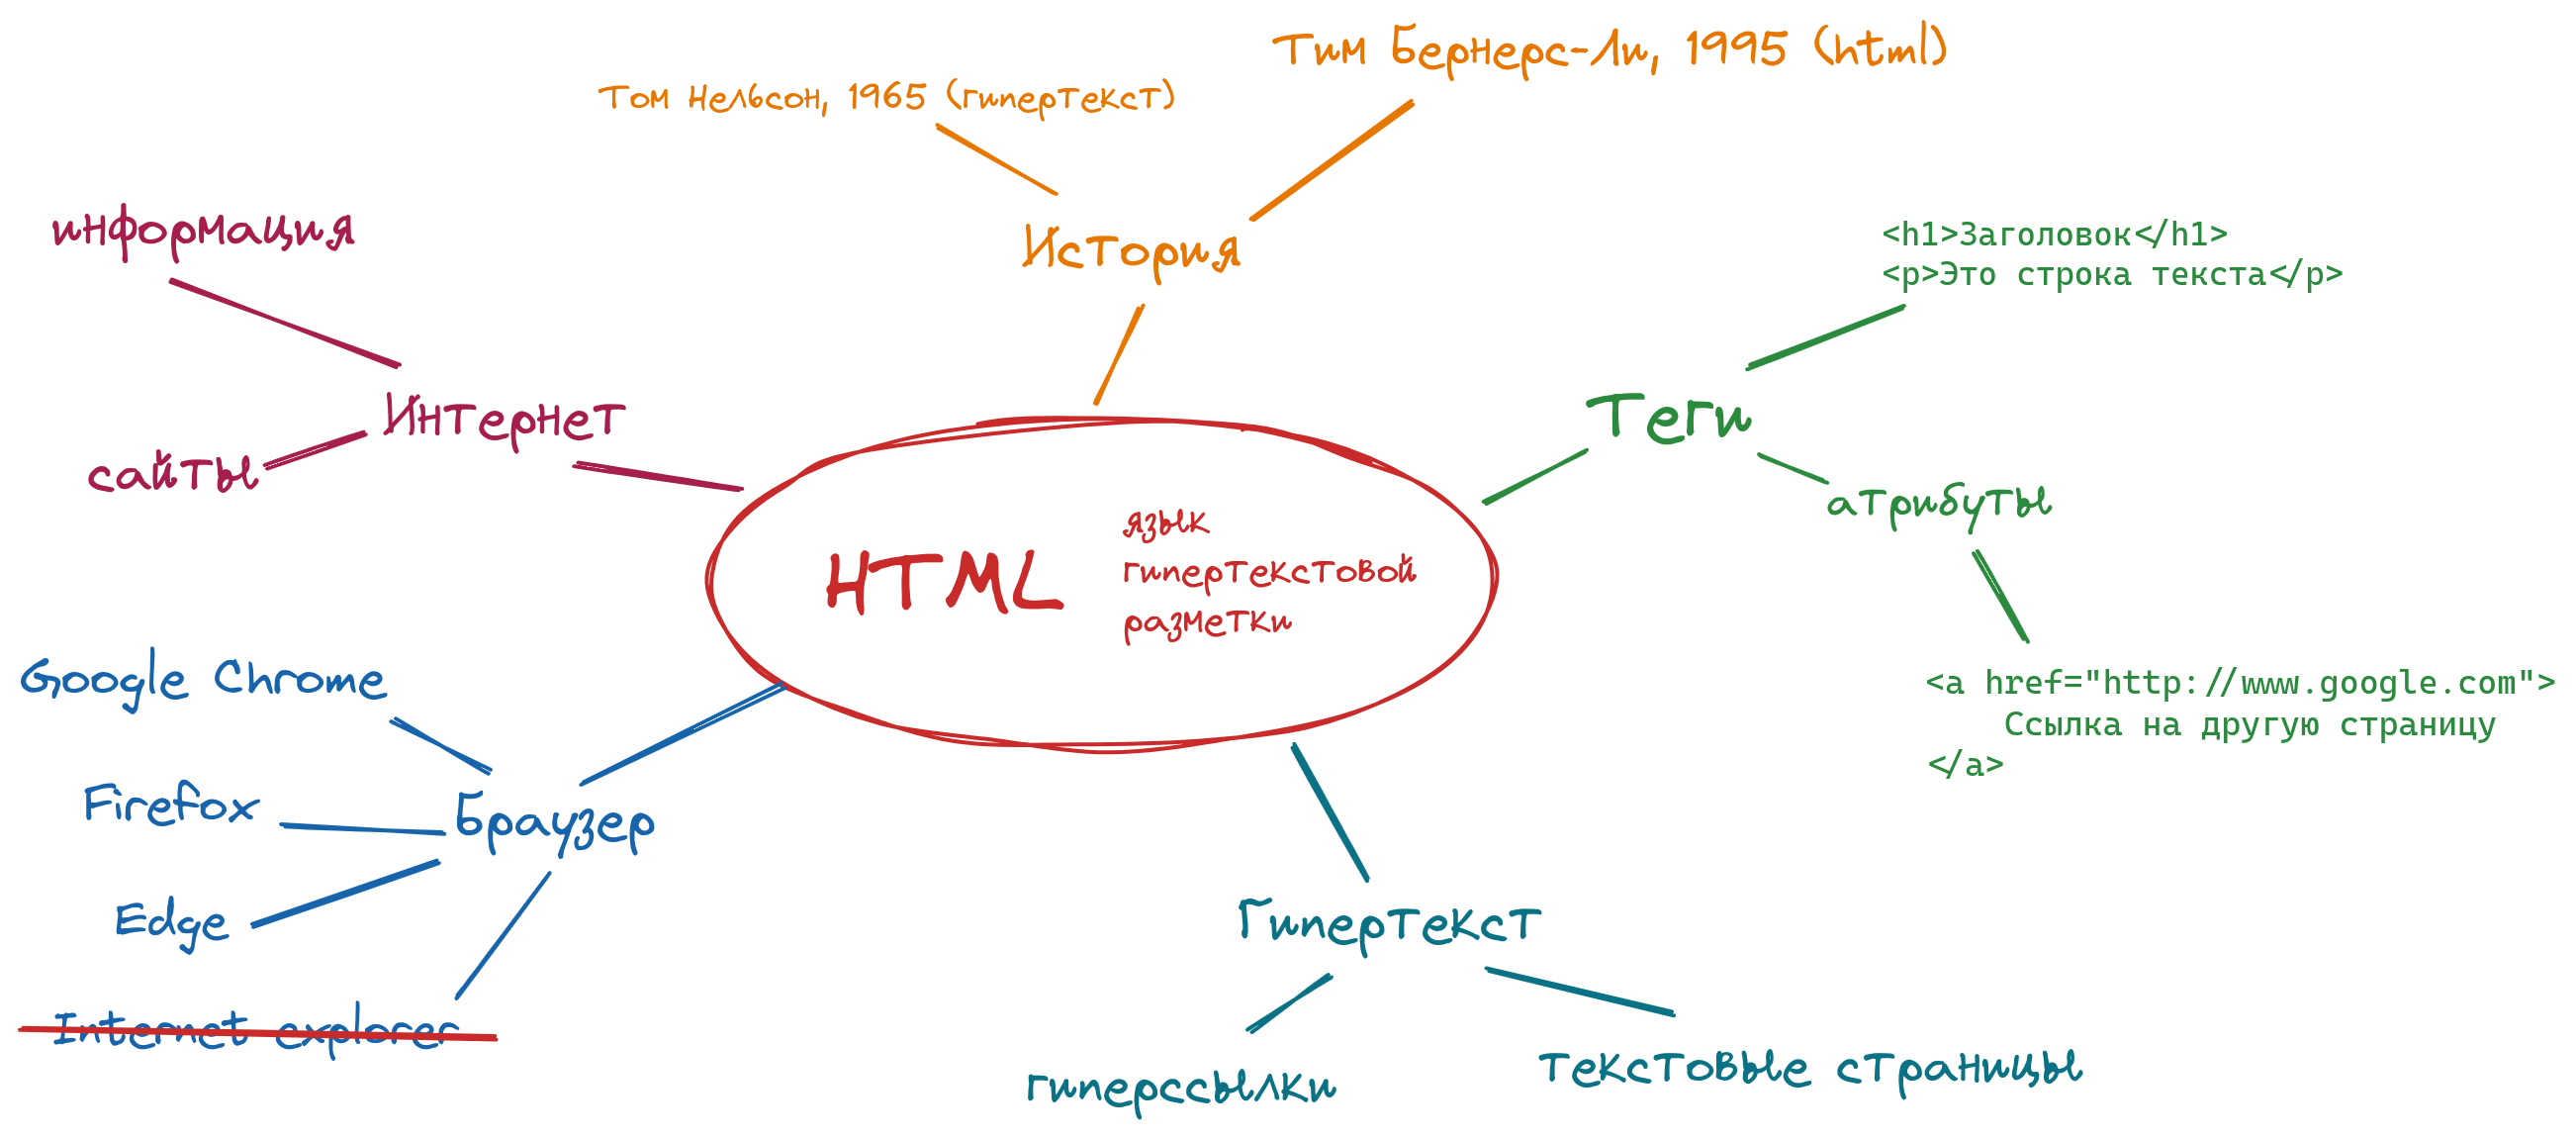 Тим Бернерс-Ли, 1995 (html)
Том Нельсон, 1965 (гипертекст)
История
информация
Интернет
сайты
<h1>Заголовок</h1>
<p>Это строка текста</p>
Теги
атрибуты
<a href="http://www.google.com">
Ссылка на другую страницу
</a>
HTML
язык
гипертекстовой
разметки
Google Chrome
Firefox
Браузер
Edge
Internet explorer
Гипертекст
гиперссылки
текстовые страницы